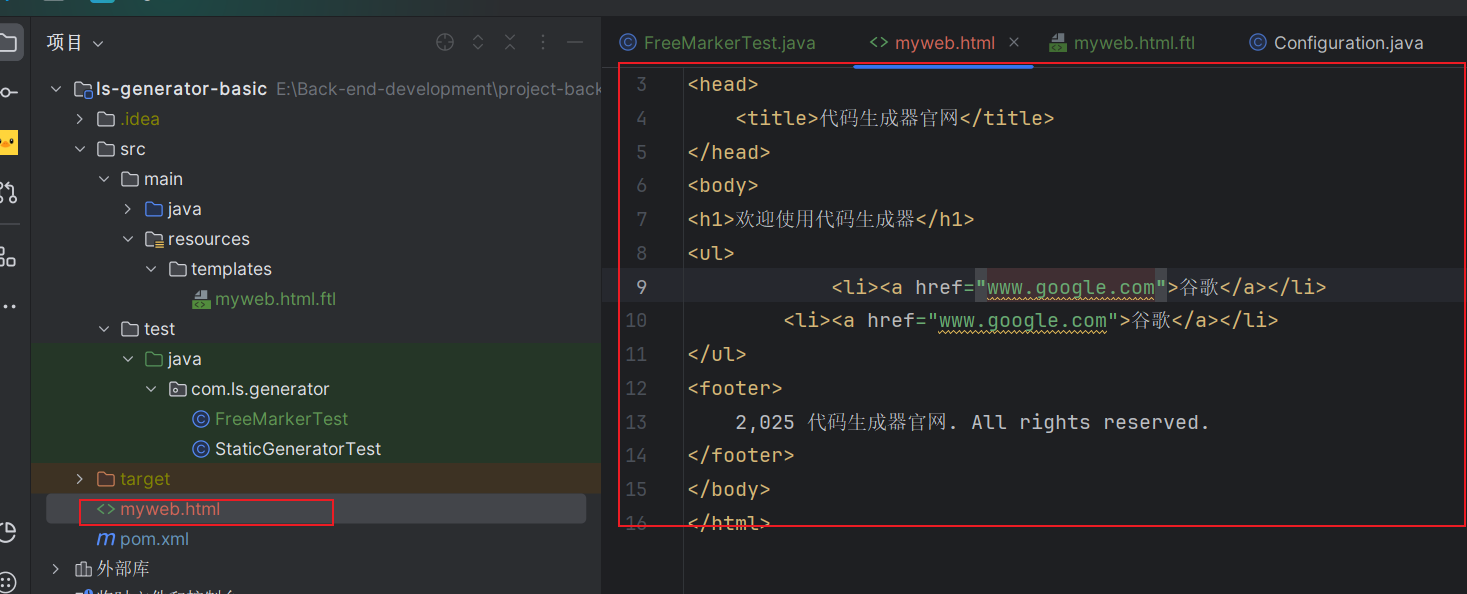 项目
ls-generator-basic E:\Back-end-development\project-back
.idea
src
main
java
resources
templates
myweb.html.ftl
test
java
com.ls.generator
FreeMarkerTest
StaticGeneratorTest
target
myweb.html
pom.xml
外部库
FreeMarkerTest.java myweb.html myweb.html.ftl Configuration.java
3 <head>
4 <title>代码生成器官网</title>
5 </head>
6 <body>
7 <h1>欢迎使用代码生成器</h1>
8 <ul>
9 <li><a href="www.google.com">谷歌</a></li>
10 <li><a href="www.google.com">谷歌</a></li>
11 </ul>
12 <footer>
13 2,025 代码生成器官网. All rights reserved.
14 </footer>
15 </body>
16 </html>